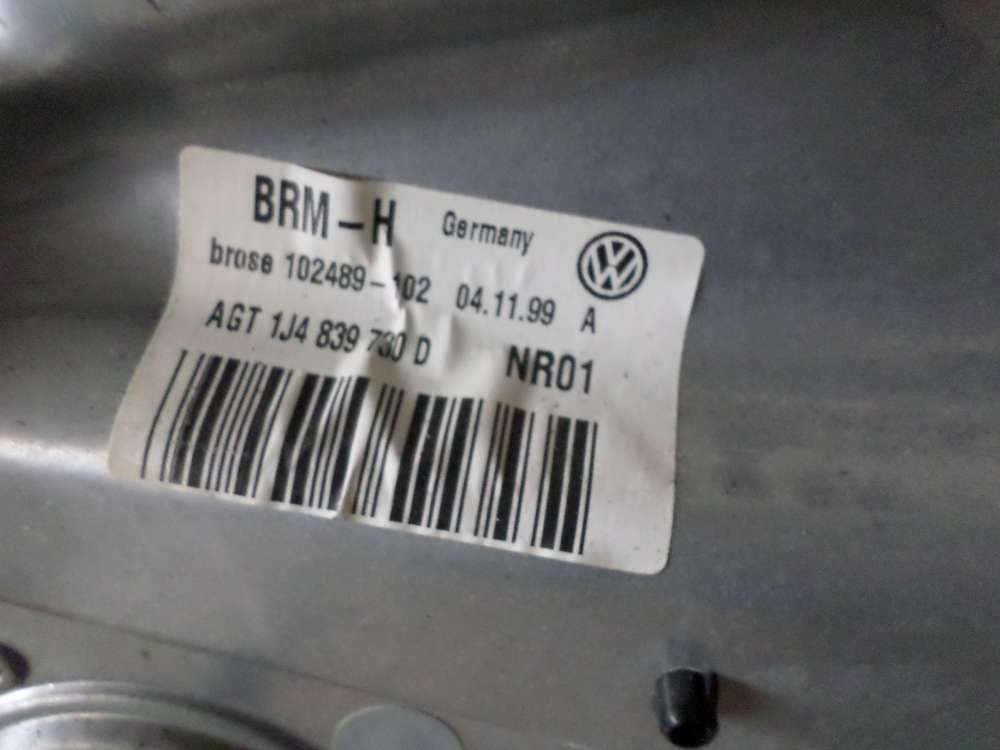 BRM-H Germany
brose 102489-102 04.11.99 A
AGT 1J4 839 730 D NR01